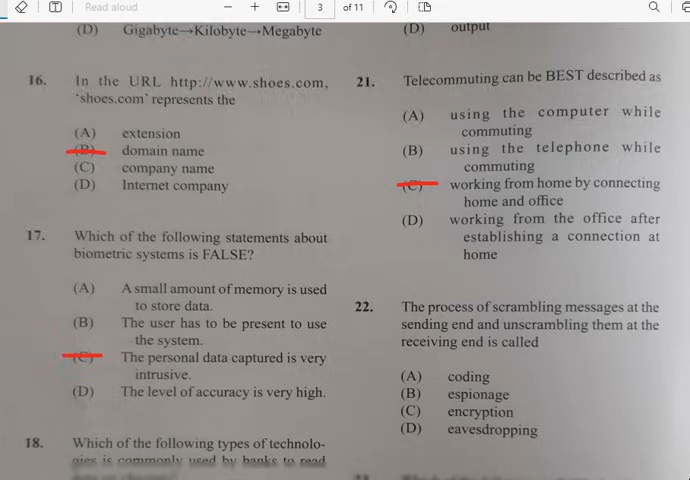 Read aloud
3
of 11
(D) Gigabyte→Kilobyte→Megabyte
16. In the URL http://www.shoes.com,
'shoes.com' represents the
(A) extension
(B) domain name
(C) company name
(D) Internet company
17. Which of the following statements about
biometric systems is FALSE?
(A) A small amount of memory is used
to store data.
(B) The user has to be present to use
the system.
(C) The personal data captured is very
intrusive.
(D) The level of accuracy is very high.
18. Which of the following types of technolo-
gies is commonly used by banks to read
(D) output
21. Telecommuting can be BEST described as
(A) using the computer while
commuting
(B) using the telephone while
commuting
(C) working from home by connecting
home and office
(D) working from the office after
establishing a connection at
home
22. The process of scrambling messages at the
sending end and unscrambling them at the
receiving end is called
(A) coding
(B) espionage
(C) encryption
(D) eavesdropping